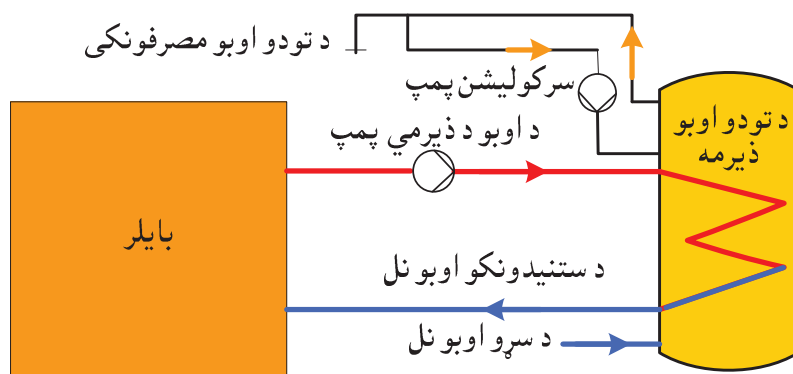 د تودو اوبو مصرفونکی
سرکولیشن پمپ
د اوبو د ذیرمي پمپ
د تودو اوبو
ذیرمه
بایلر
د ستنیدونکو اوبو نل
د سړو اوبو نل